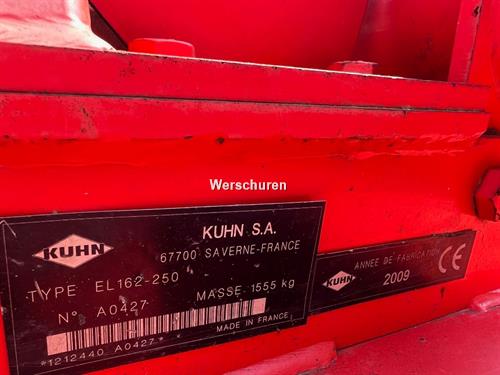 Werschuren
KUHN
KUHN S.A.
67700 SAVERNE-FRANCE
TYPE EL162-250
MASSE 1555 kg
N° A0427
MADE IN FRANCE
*1212440 A0427*
KUHN
ANNÉE DE FABRICATION
2009
CE